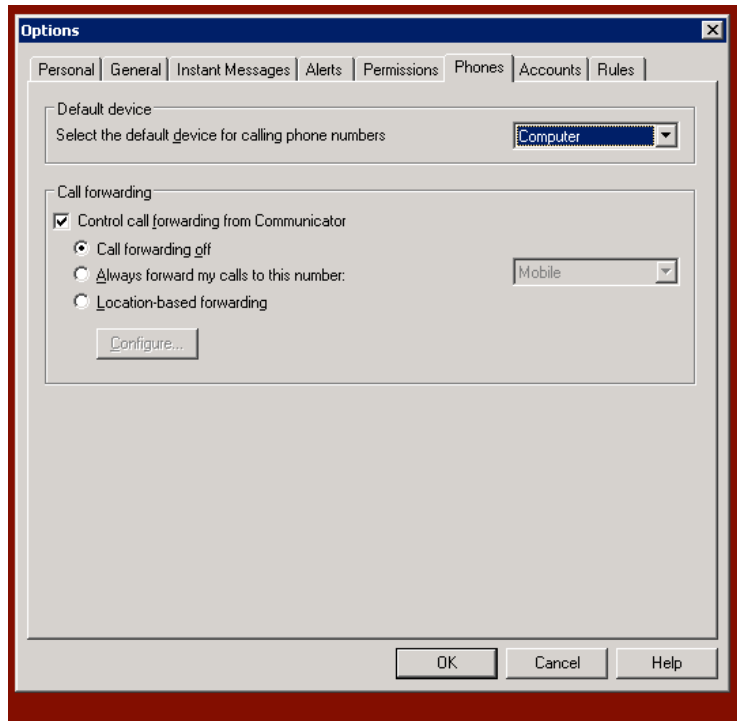 Options
Personal General Instant Messages Alerts Permissions Phones Accounts Rules
Default device
Select the default device for calling phone numbers Computer
Call forwarding
Control call forwarding from Communicator
Call forwarding off
Always forward my calls to this number: Mobile
Location-based forwarding
Configure...
OK Cancel Help